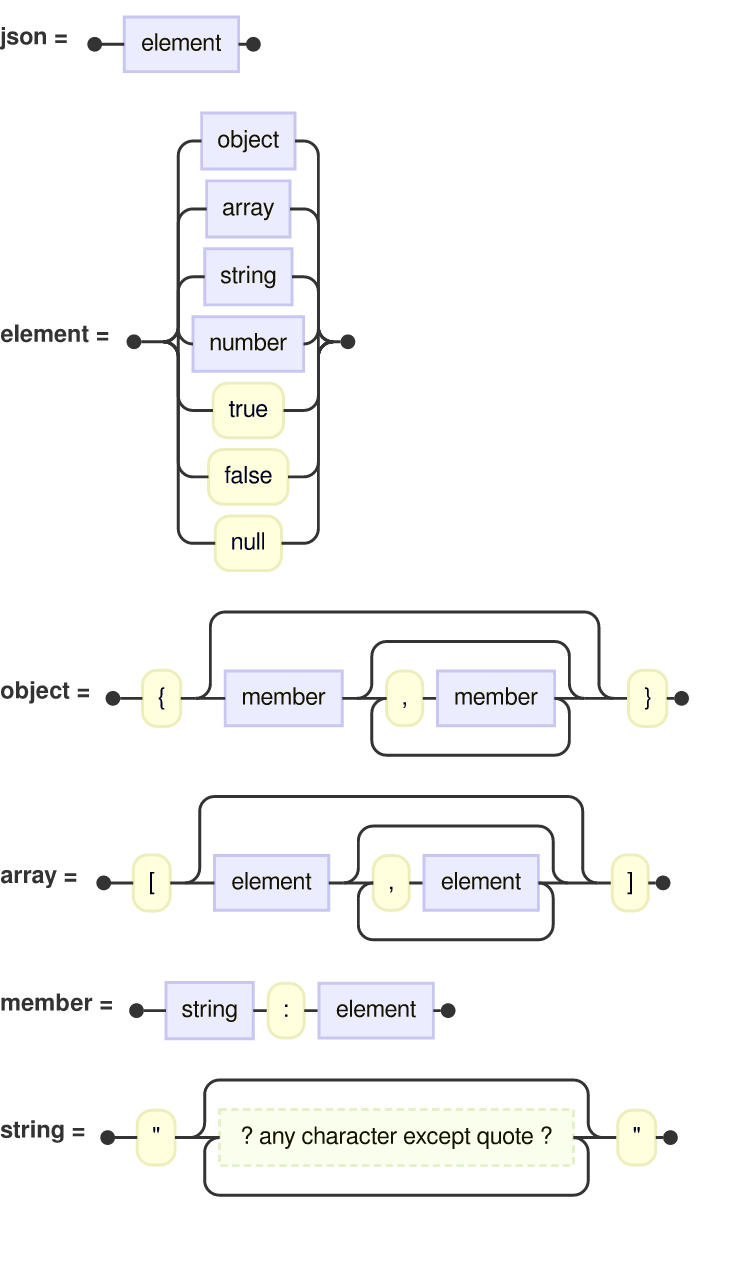 json = element
element =
object
array
string
number
true
false
null
object = { member , member }
array = [ element , element ]
member = string : element
string = " ? any character except quote ? "